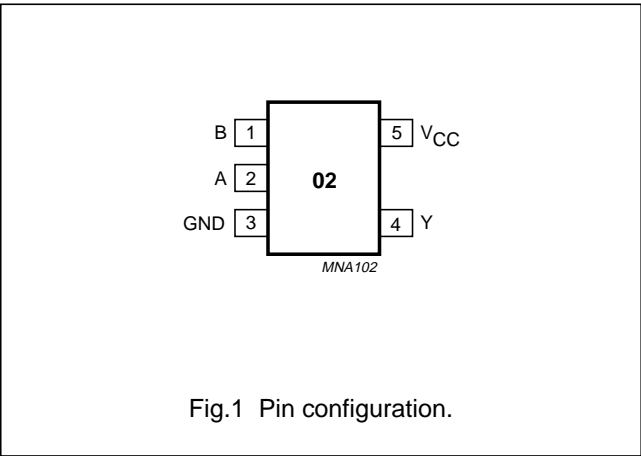 B 1 5 VCC
A 2 02
GND 3 4 Y
MNA102
Fig.1 Pin configuration.